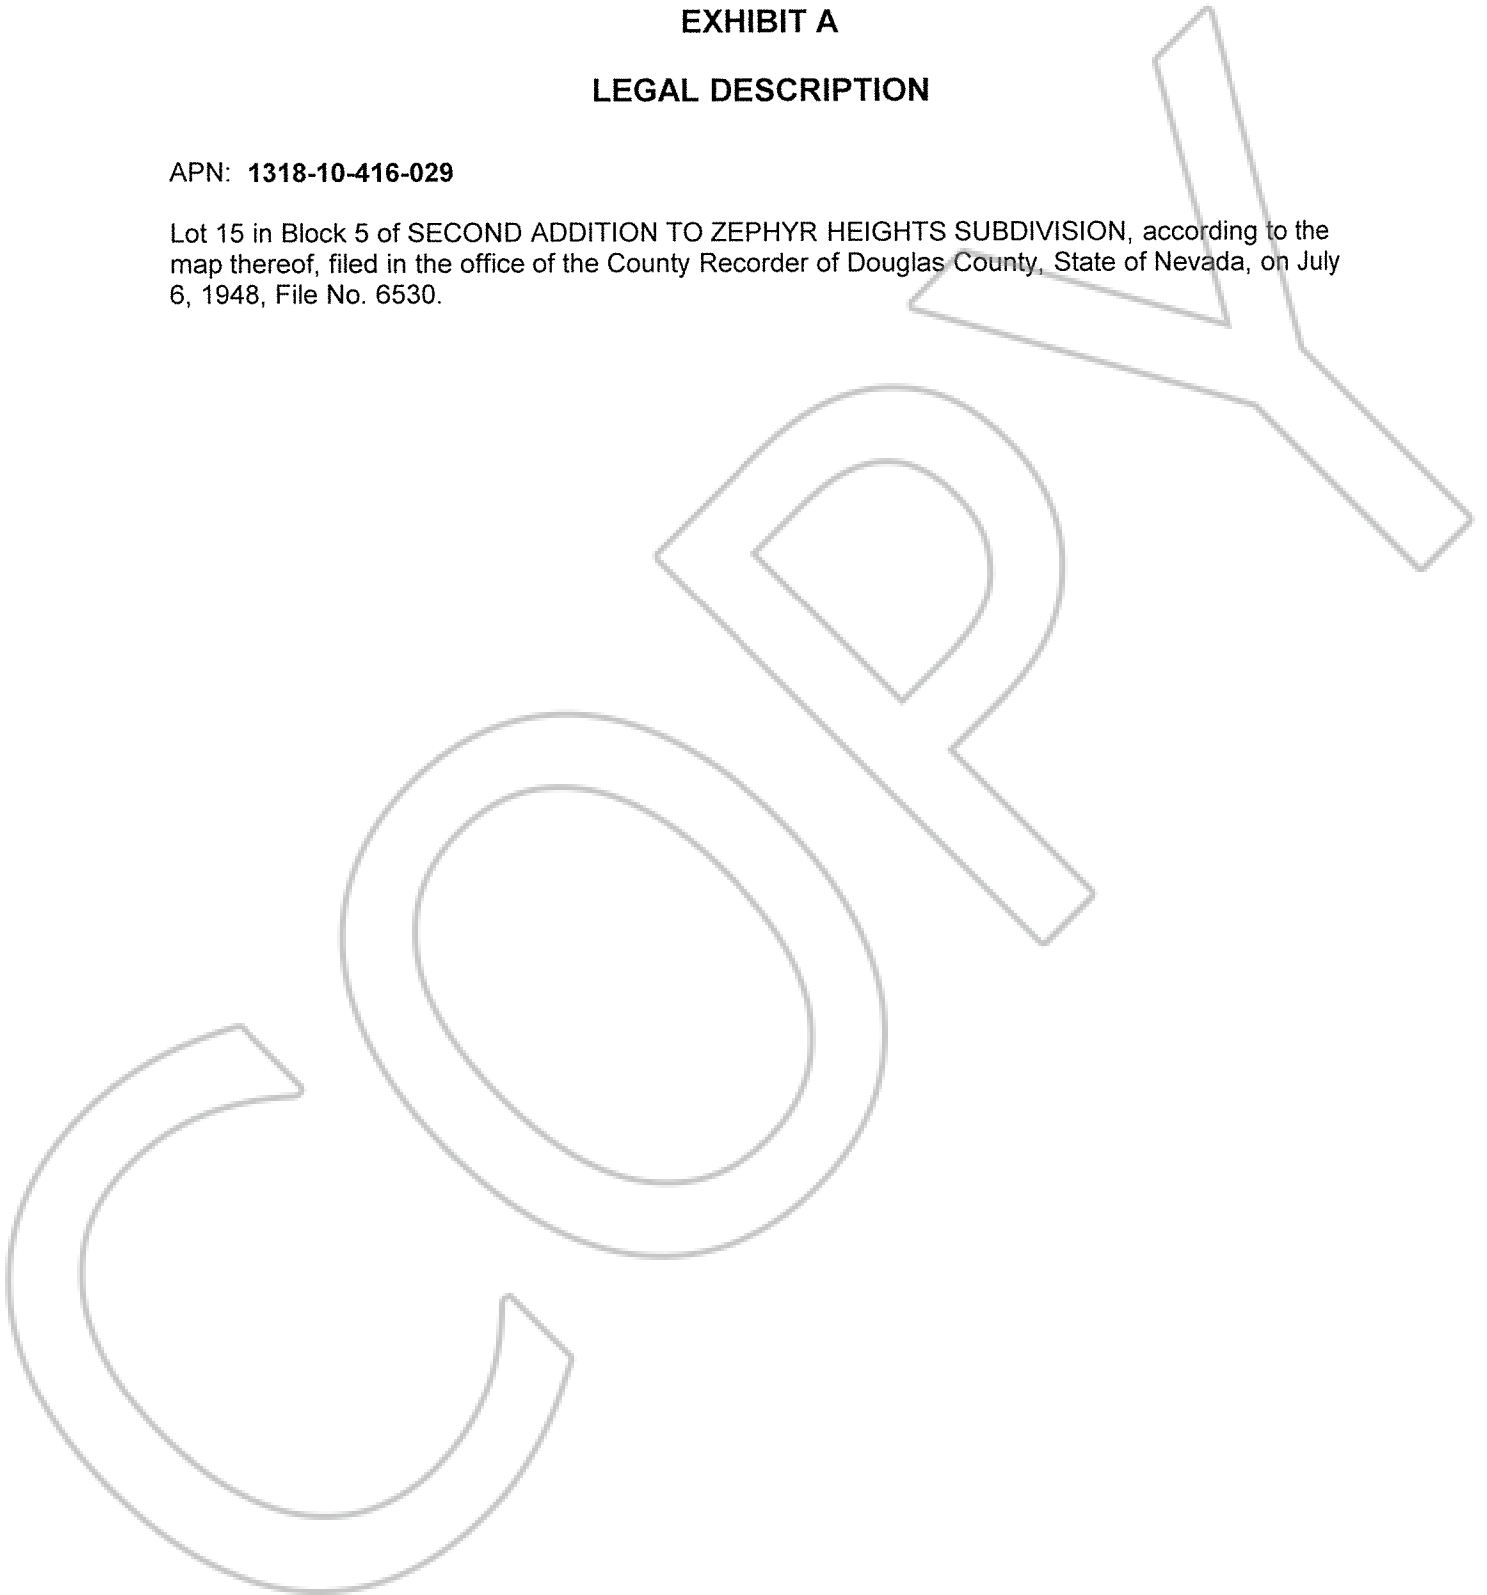 EXHIBIT A
LEGAL DESCRIPTION
APN: 1318-10-416-029
Lot 15 in Block 5 of SECOND ADDITION TO ZEPHYR HEIGHTS SUBDIVISION, according to the
map thereof, filed in the office of the County Recorder of Douglas County, State of Nevada, on July
6, 1948, File No. 6530.
COPY